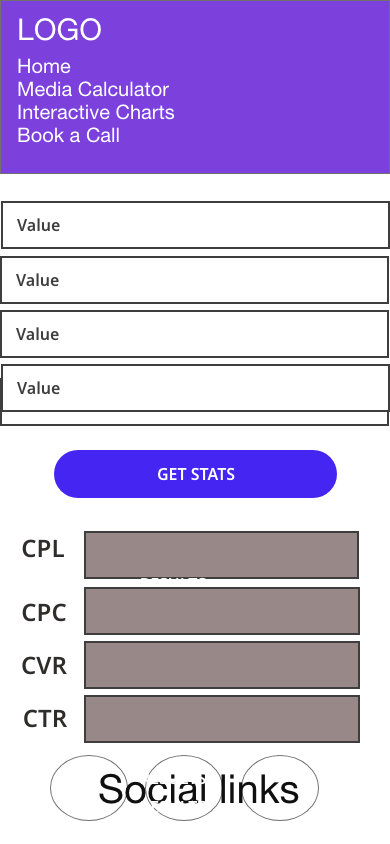 LOGO
Home
Media Calculator
Interactive Charts
Book a Call
Value
Value
Value
Value
GET STATS
CPL
CPC
CVR
CTR
Social links